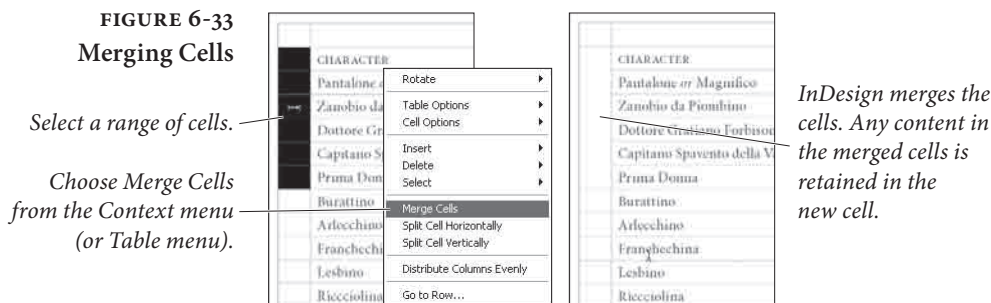 FIGURE 6-33
Merging Cells
Select a range of cells.
Choose Merge Cells
from the Context menu
(or Table menu).
CHARACTER
Pantalone
Zanobio da
Dottore Gr
Capitano S
Prima Don
Burattino
Arlecchino
Franchechi
Lesbino
Ricciolina
Rotate
Table Options
Cell Options
Insert
Delete
Select
Merge Cells
Split Cell Horizontally
Split Cell Vertically
Distribute Columns Evenly
Go to Row...
CHARACTER
Pantalone or Magnifico
Zanobio da Piombino
Dottore Gratiano Forbison
Capitano Spavento della V
Prima Donna
Burattino
Arlecchino
Franchechina
Lesbino
Ricciolina
InDesign merges the
cells. Any content in
the merged cells is
retained in the
new cell.